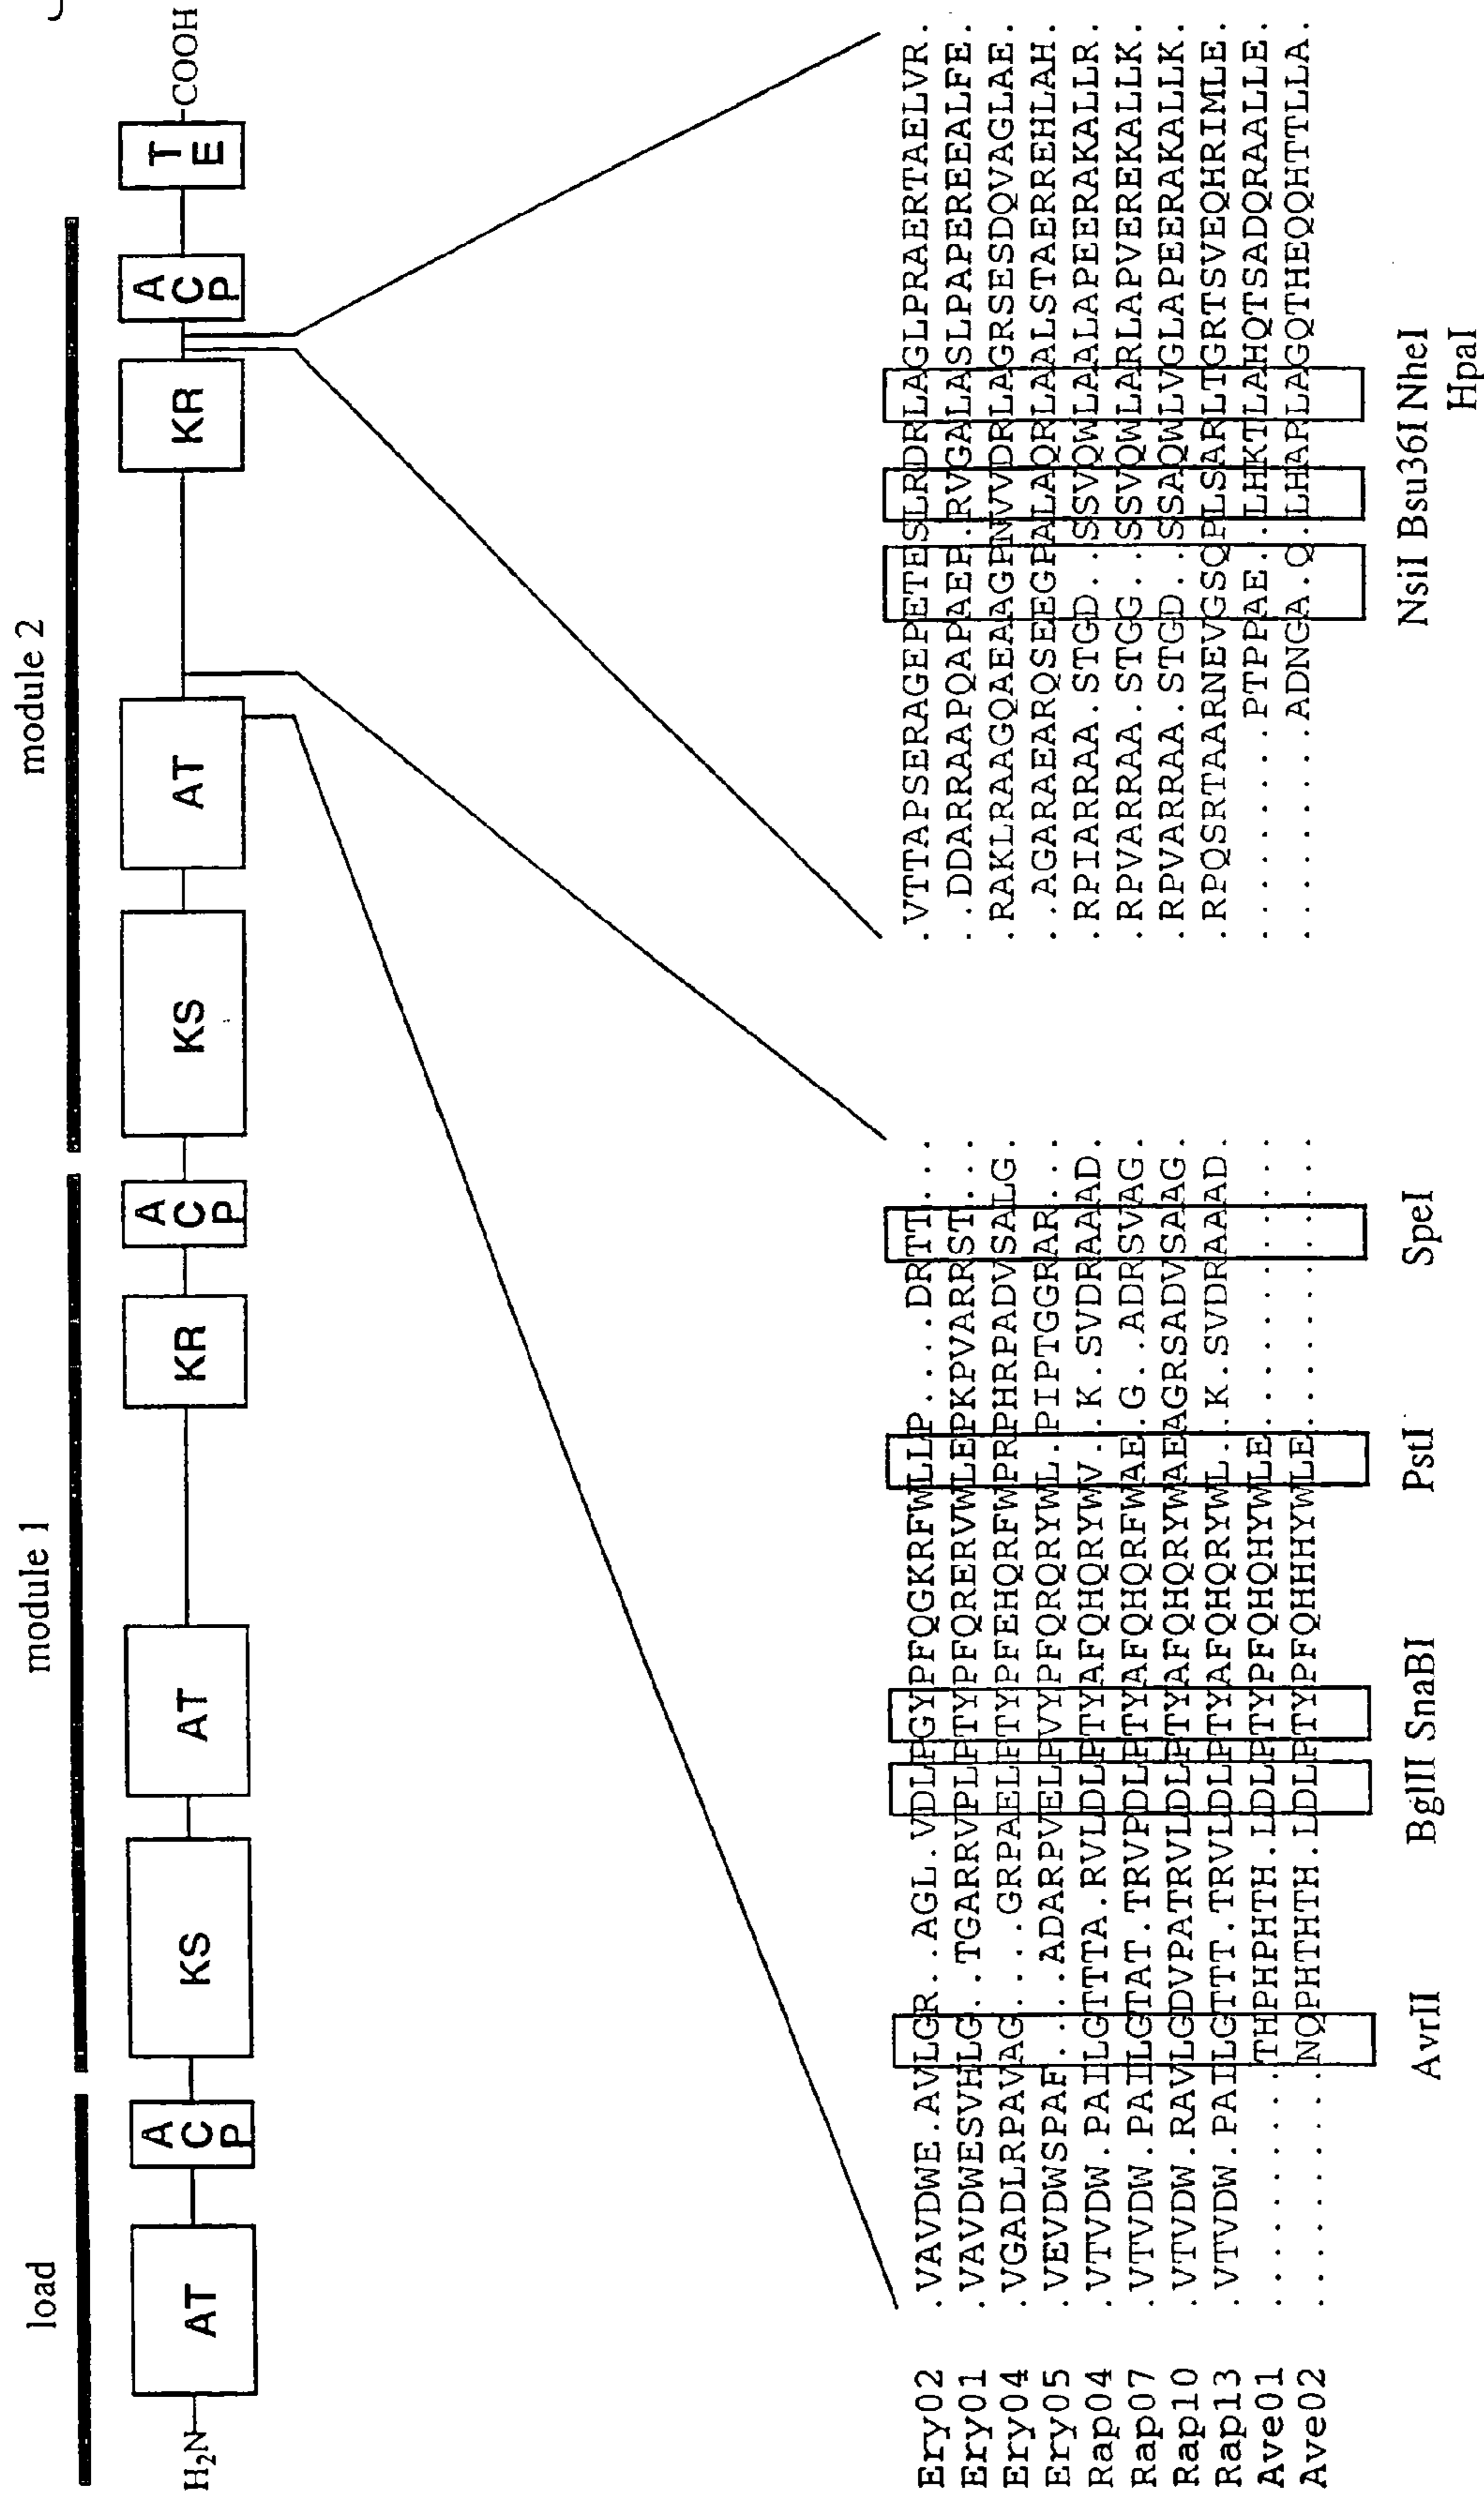 load module 1 module 2
H₂N AT ACP KS AT KR ACP KS AT KR ACP TE COOH
Ery02 .VAVDWE.AVLGR..AGL.VDLPGYPFQGKRFWLLP....DRTT... .VTTAPSERAGEPETESLRDRLAGLPRAERTAELVR.
Ery01 .VAVDWESVHLG..TGARRVPLPTYPFQRERVWLEPKPVARRST... ..DDARRAAPQAPAEP.RVGALASLPAPEREEALFE.
Ery04 .VGADLRPAVAG.....GRPAELPTYPFEHQRFWPRPHRPADVSALG. .RAKLRAAGQAEAAGPNVVDRLAGRSESDQVAGLAE.
Ery05 .VEVDWSPAF.....ADARPVELPVYPFQRQRYWL.PIPTGGRAR... ..AGARAEARQSEEGPALAQRLAALSTAERREHLAH.
Rap04 .VTVDW.PAILGTTTA.RVLDLPTYAFQHQRYWV..K.SVDRAAAD. .RPIARRAA.STGD..SSVQWLAALAPEERAKALLR.
Rap07 .VTVDW.PAILGTAT.TRVPDLPTYAFQHQRFWAE.G..ADRSVAG. .RPVARRAA.STGG..SSVQWLARLAPVEREKALLK.
Rap10 .VTVDW.RAVLGDVPATRVLDLPTYAFQHQRYWAEAGRSADVSAAG. .RPVARRAA.STGD..SSAQWLVGLAPEERAKALLK.
Rap13 .VTVDW.PAILGTTT.TRVLDLPTYAFQHQRYWL..K.SVDRAAAD. .RPQSRTAARNEVGSQPLSARLTGRTSVEQHRIMLE.
Ave01 ............THPHPHTH.LDLPTYPFQHQHYWLE............ .........PTPPAE..LHKTLAHQTSADQRAALLE.
Ave02 ............NQPHTHTH.LDLPTYPFQHHHYWLE............ .........ADNGA.Q.LHAPLAGQTHEQQHTTLLA.
AvrII BglII SnaBI PstI SpeI NsiI Bsu36I NheI
HpaI